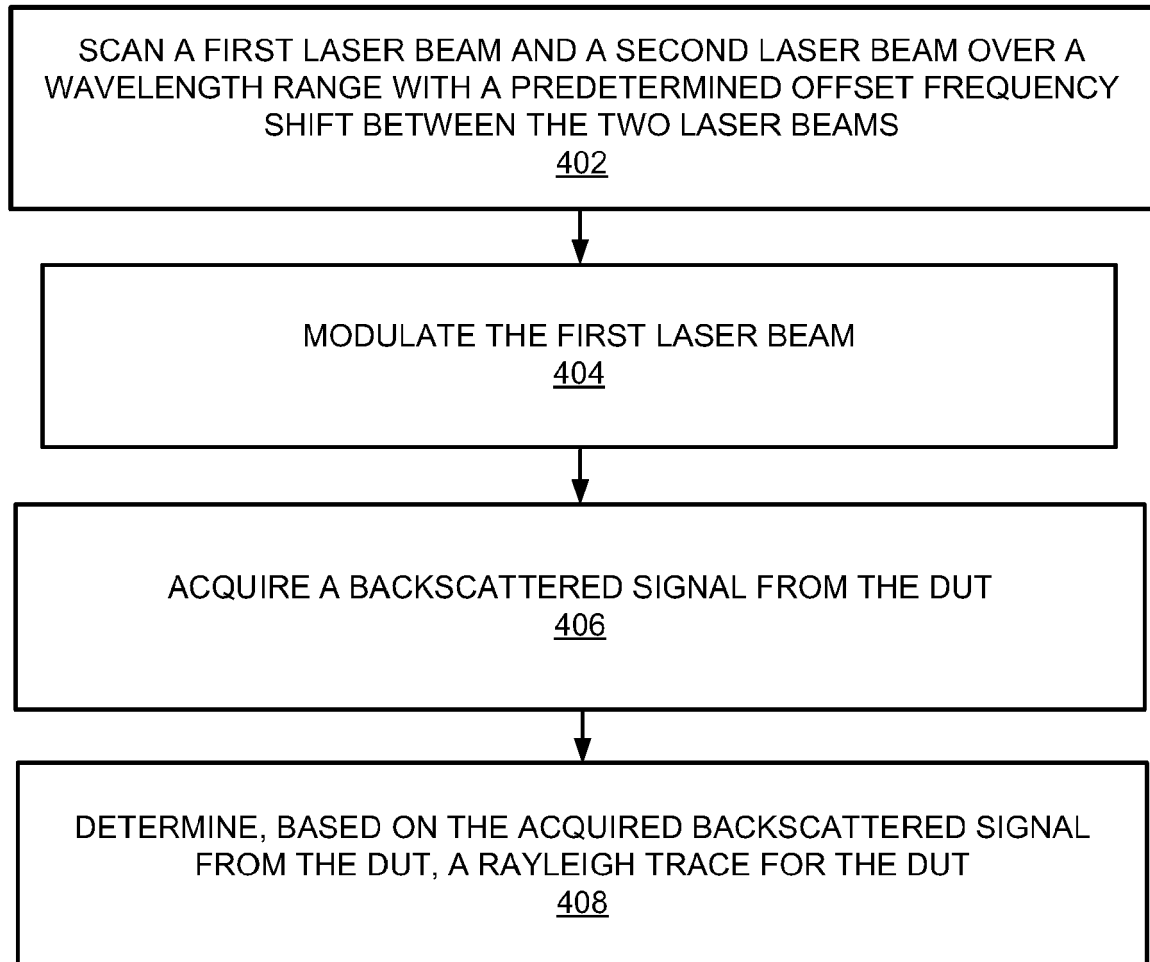 SCAN A FIRST LASER BEAM AND A SECOND LASER BEAM OVER A
WAVELENGTH RANGE WITH A PREDETERMINED OFFSET FREQUENCY
SHIFT BETWEEN THE TWO LASER BEAMS
402
MODULATE THE FIRST LASER BEAM
404
ACQUIRE A BACKSCATTERED SIGNAL FROM THE DUT
406
DETERMINE, BASED ON THE ACQUIRED BACKSCATTERED SIGNAL
FROM THE DUT, A RAYLEIGH TRACE FOR THE DUT
408